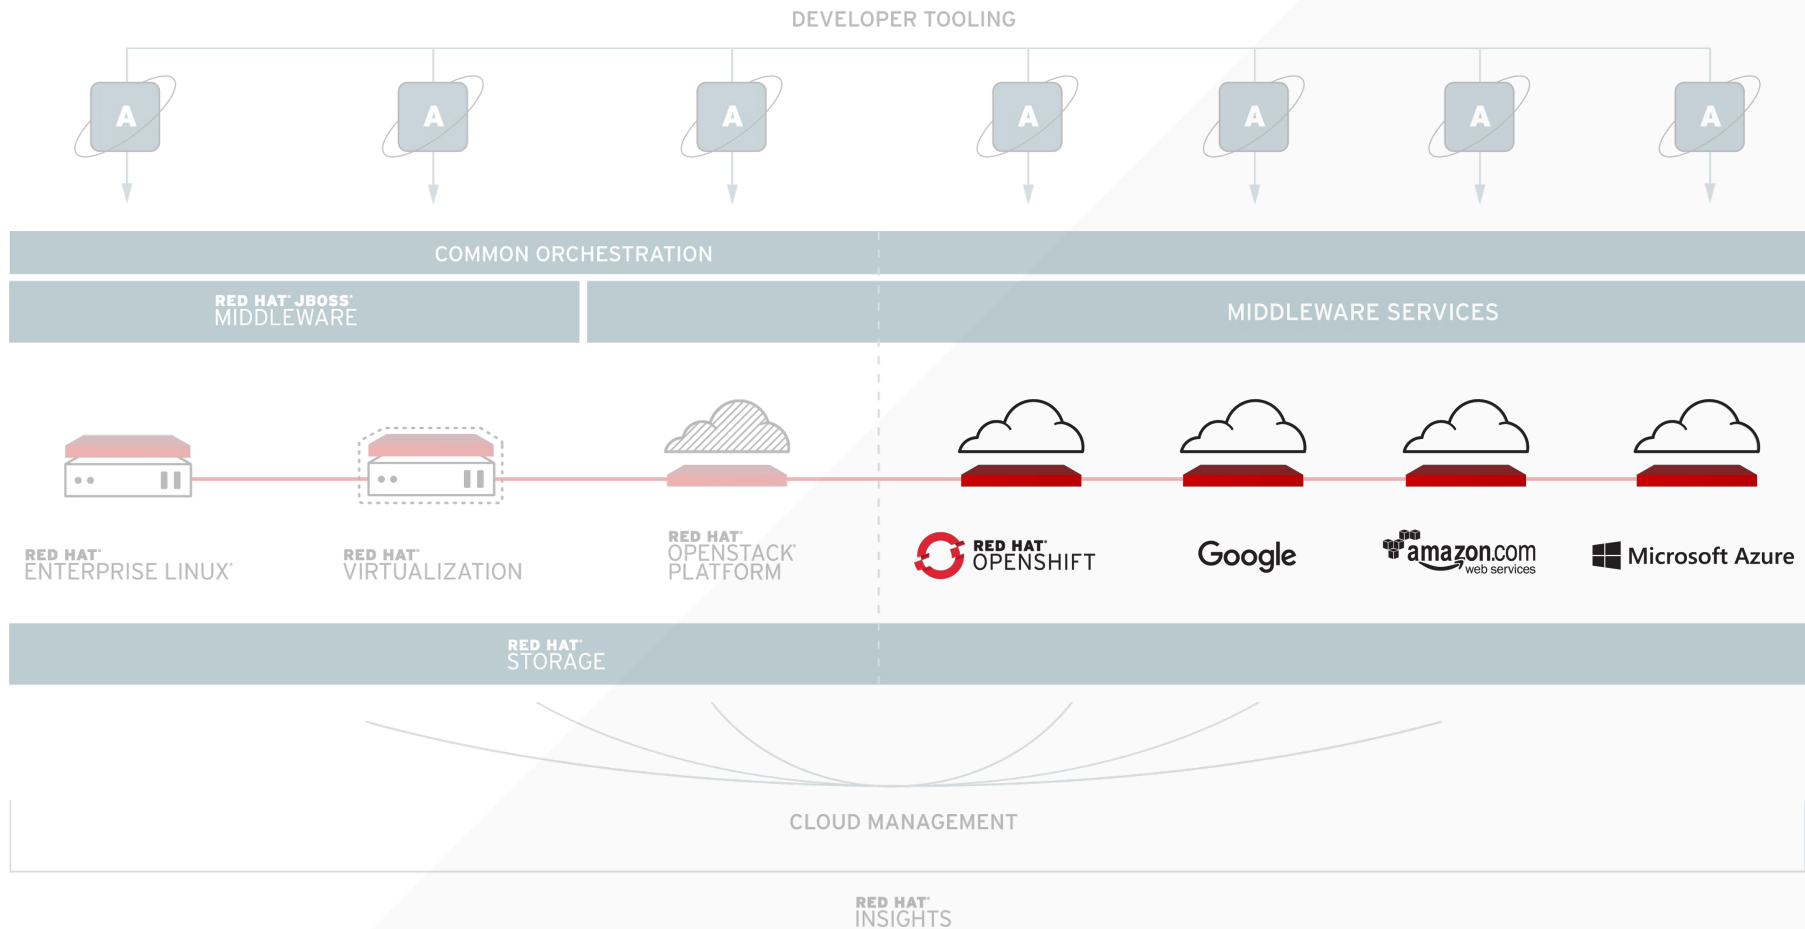 DEVELOPER TOOLING
A A A A A A A
COMMON ORCHESTRATION
RED HAT® JBOSS®
MIDDLEWARE
MIDDLEWARE SERVICES
RED HAT®
ENTERPRISE LINUX®
RED HAT®
VIRTUALIZATION
RED HAT®
OPENSTACK®
PLATFORM
RED HAT®
OPENSHIFT
Google
amazon.com
web services
Microsoft Azure
RED HAT®
STORAGE
CLOUD MANAGEMENT
RED HAT®
INSIGHTS